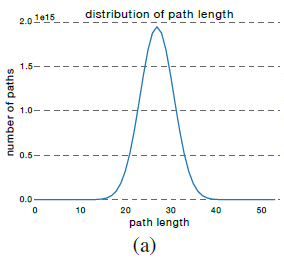 distribution of path length
2.0 1e15
1.5
1.0
0.5
0.0
number of paths
0 10 20 30 40 50
path length
(a)